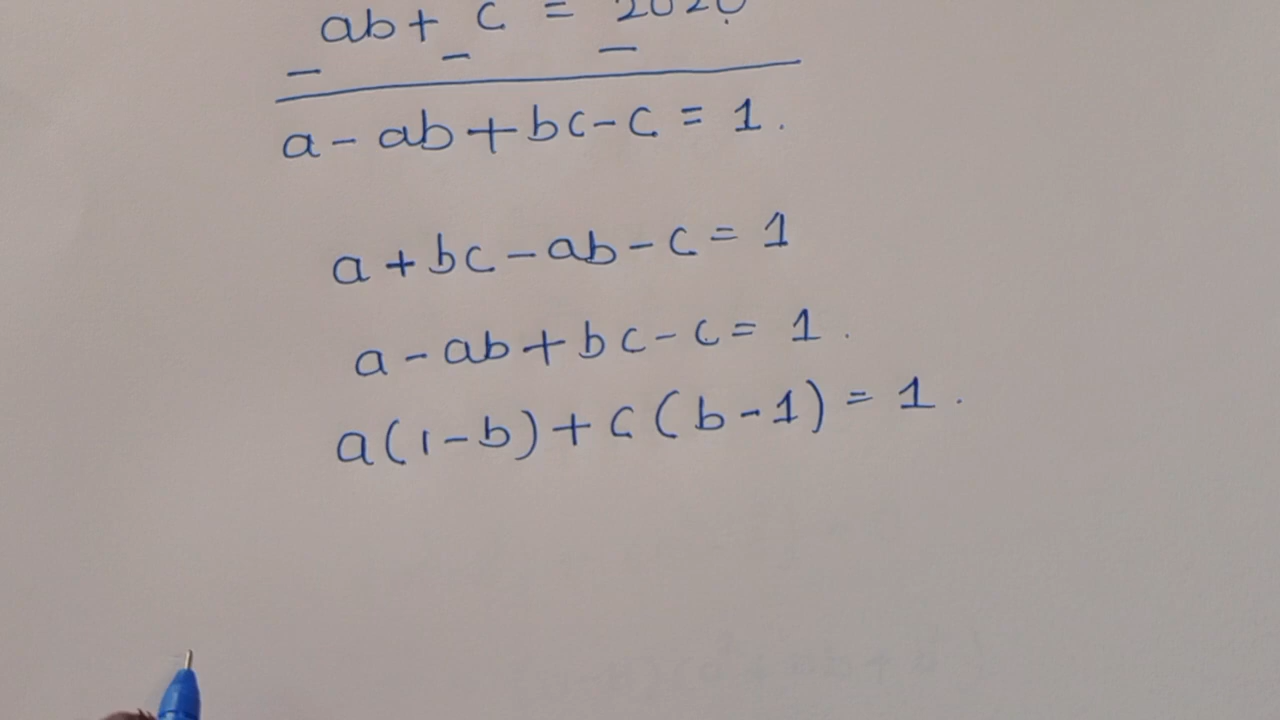 ab + c = 2020
a - ab + bc - c = 1.
a + bc - ab - c = 1
a - ab + bc - c = 1.
a(1-b) + c(b-1) = 1.